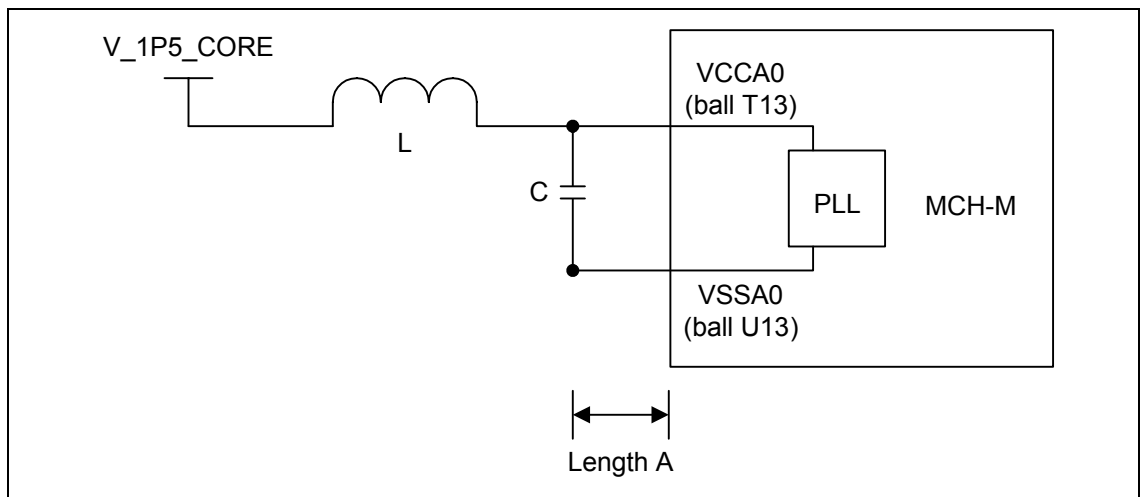 V_1P5_CORE
L
C
VCCA0
(ball T13)
PLL
MCH-M
VSSA0
(ball U13)
Length A